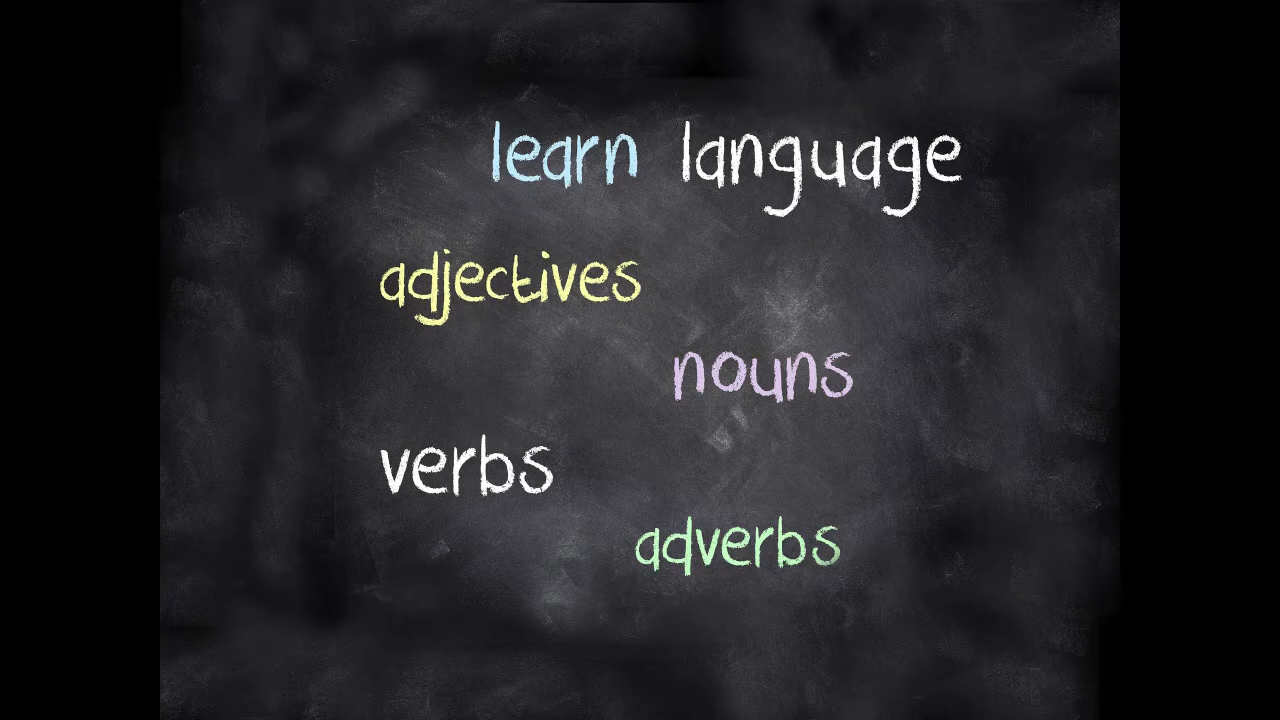 learn language
adjectives
nouns
verbs
adverbs